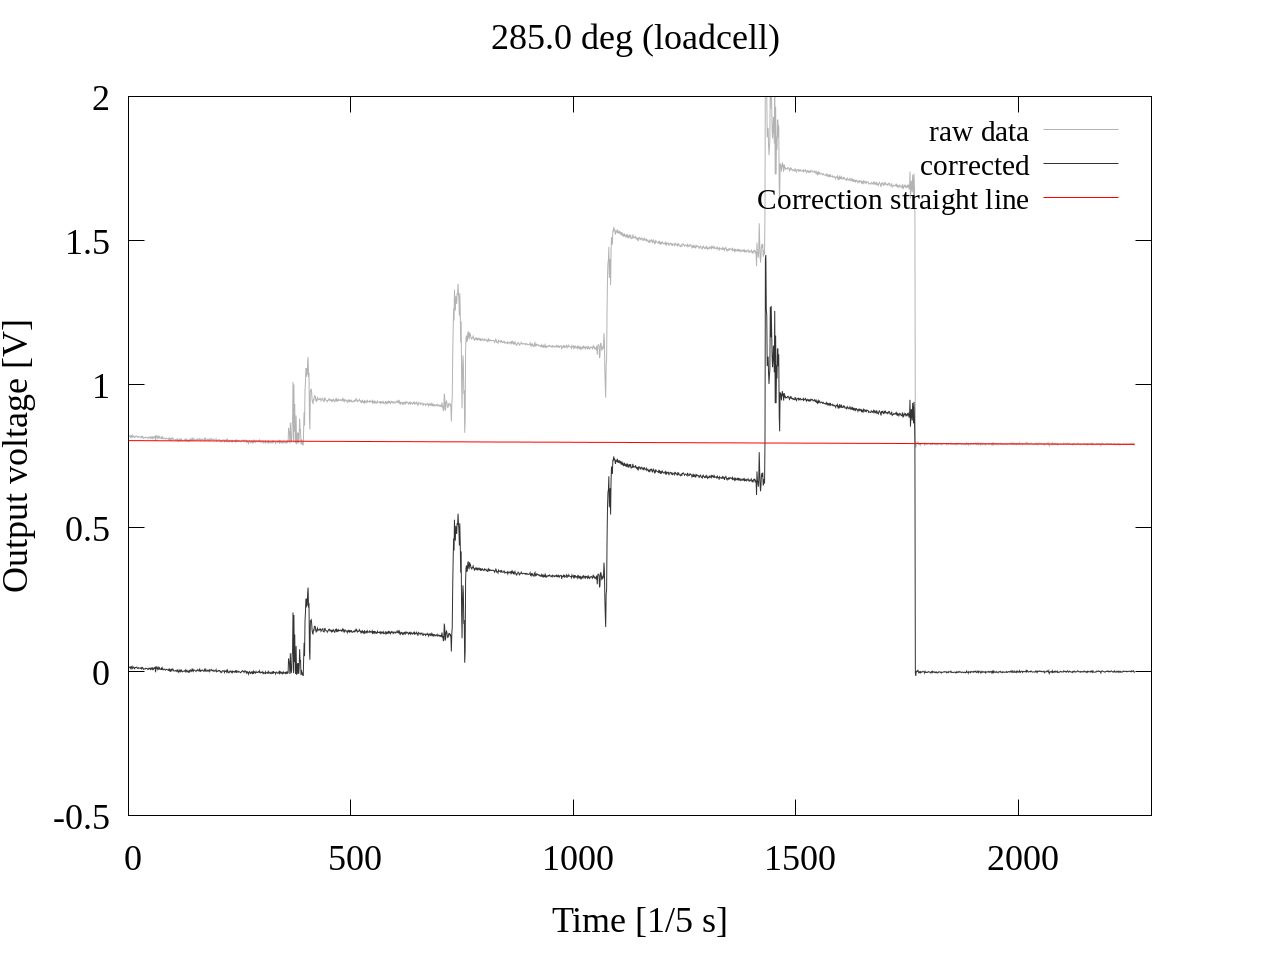 285.0 deg (loadcell)
2
1.5
1
0.5
0
-0.5
Output voltage [V]
raw data
corrected
Correction straight line
0 500 1000 1500 2000
Time [1/5 s]